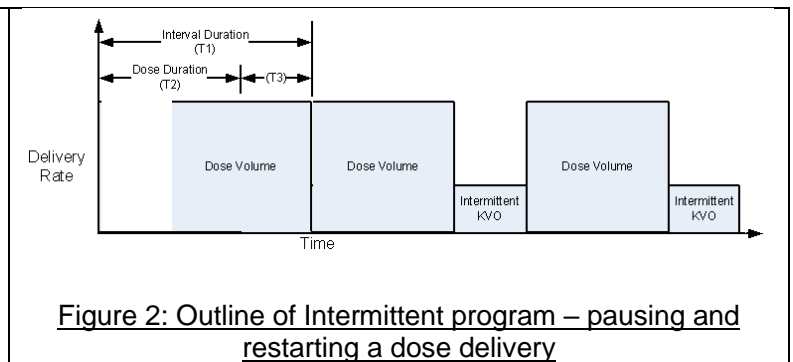 Interval Duration
(T1)
Dose Duration
(T2)
(T3)
Delivery
Rate
Dose Volume
Dose Volume
Dose Volume
Intermittent
KVO
Intermittent
KVO
Time
Figure 2: Outline of Intermittent program – pausing and
restarting a dose delivery